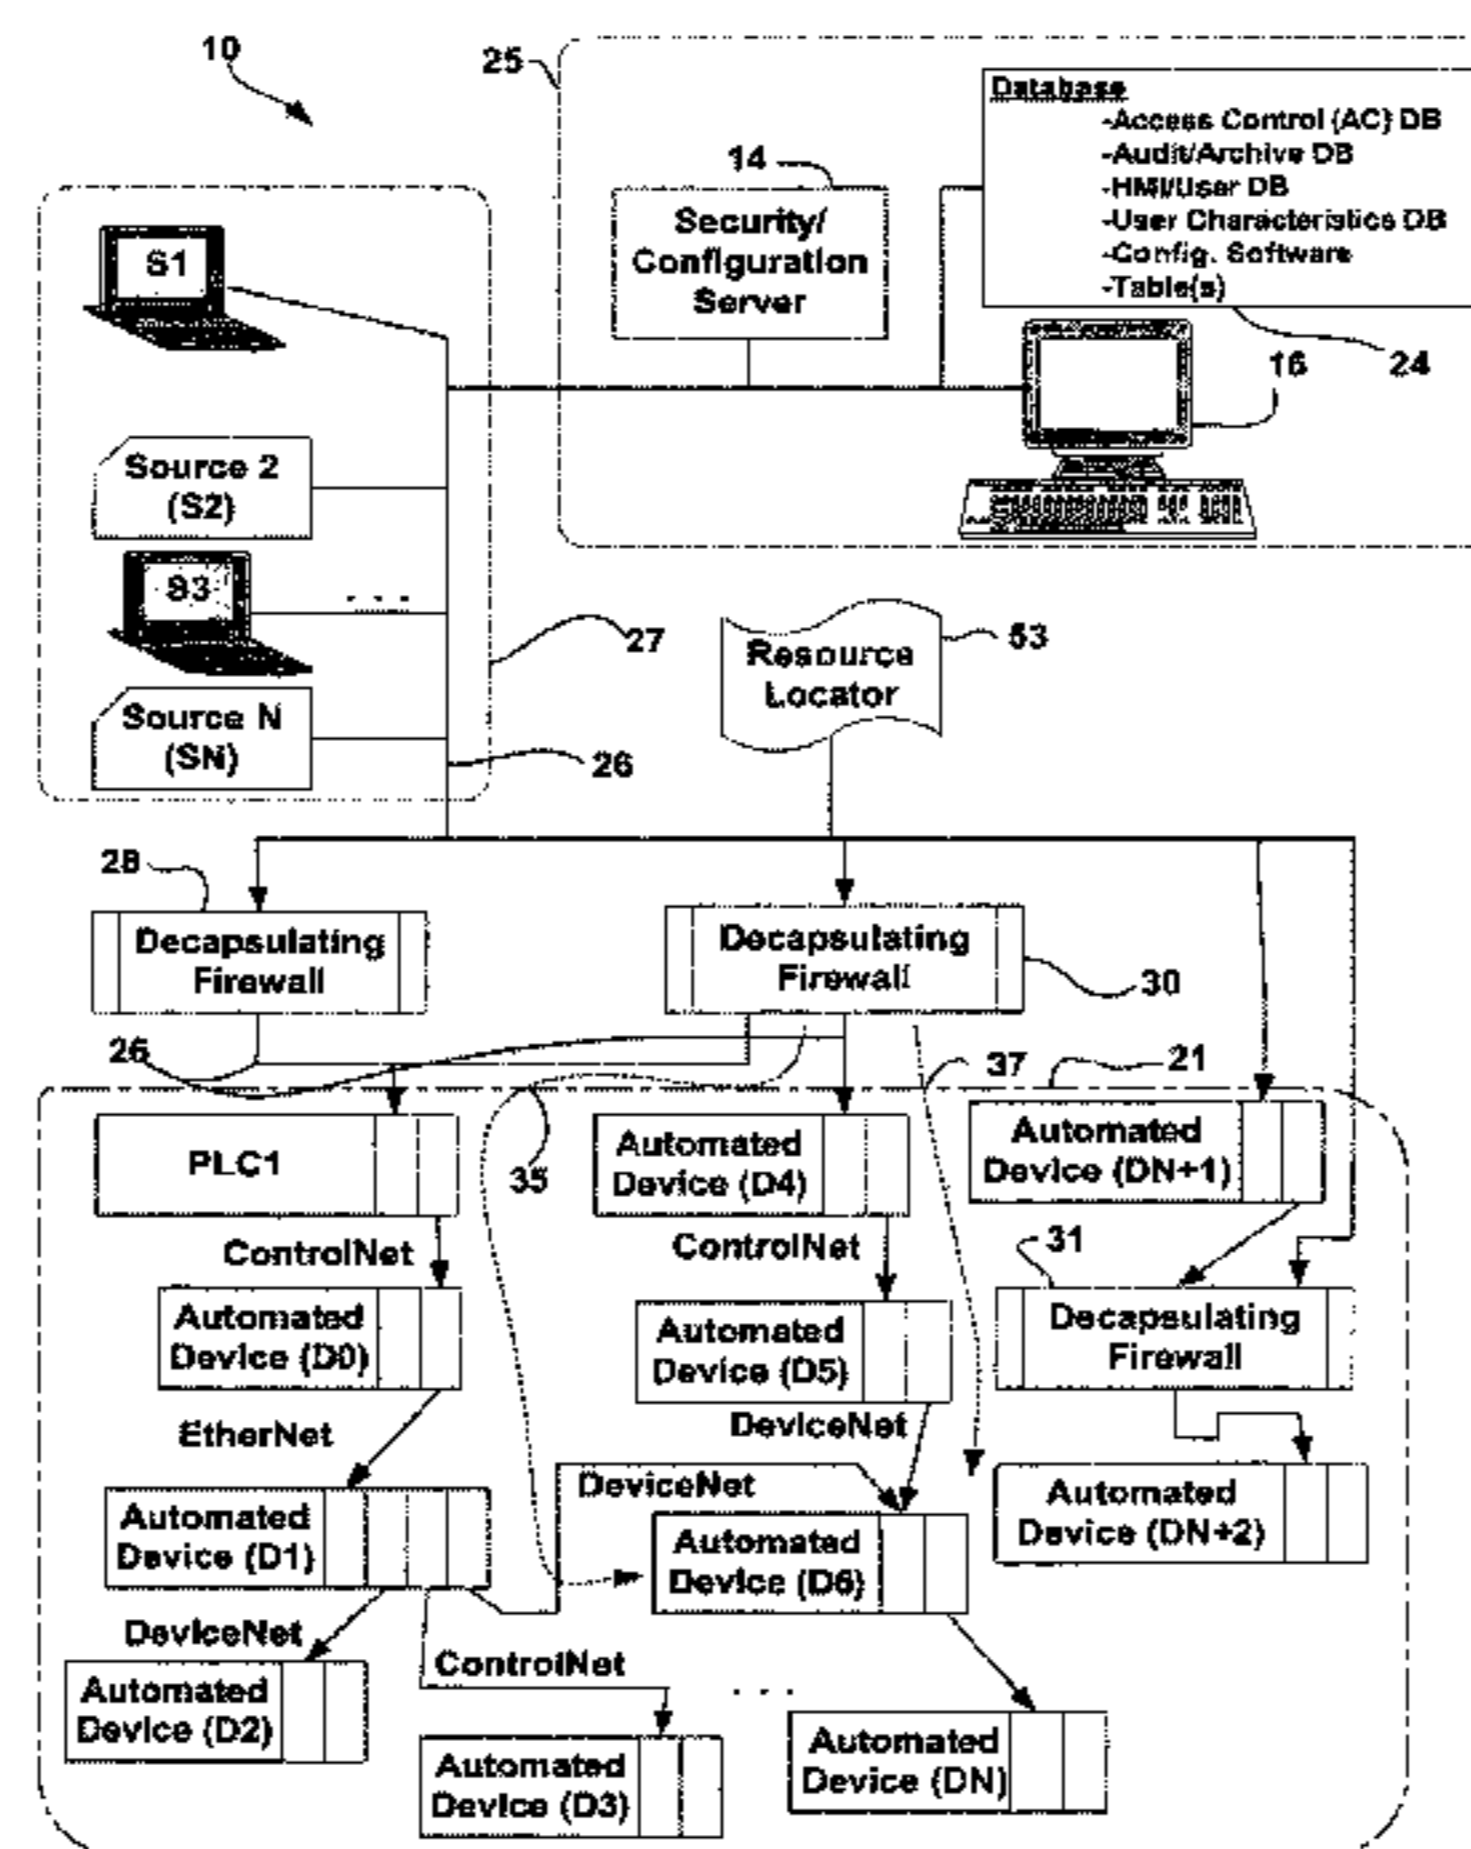 10
25
Database
-Access Control (AC) DB
-Audit/Archive DB
-HMI/User DB
-User Characteristics DB
-Config. Software
-Table(s)
14
Security/
Configuration
Server
S1
24
16
Source 2
(S2)
S3
. . .
27
53
Resource
Locator
Source N
(SN)
26
28
Decapsulating
Firewall
Decapsulating
Firewall
30
26
37
21
35
PLC1
Automated
Device (D4)
Automated
Device (DN+1)
ControlNet
ControlNet
31
Automated
Device (D0)
Automated
Device (D5)
Decapsulating
Firewall
EtherNet
DeviceNet
DeviceNet
Automated
Device (D1)
Automated
Device (D6)
Automated
Device (DN+2)
DeviceNet
ControlNet
. . .
Automated
Device (D2)
Automated
Device (D3)
Automated
Device (DN)